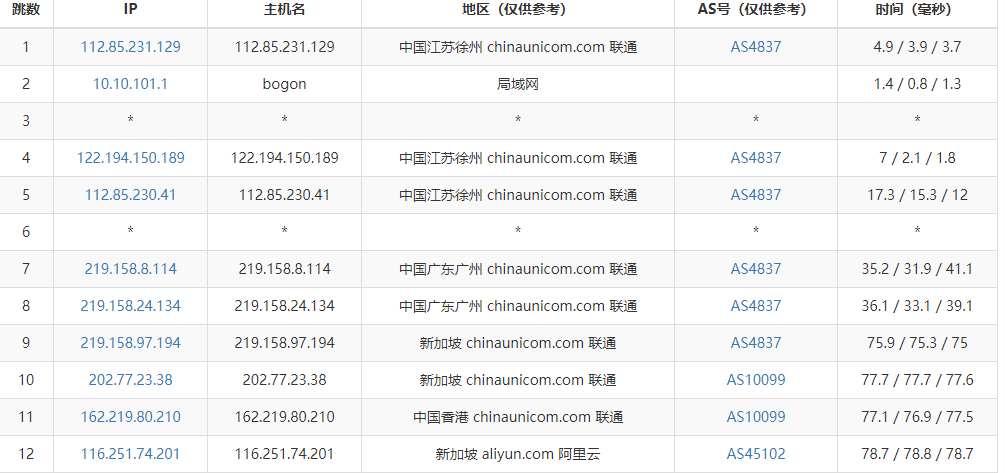 跳数 IP 主机名 地区（仅供参考） AS号（仅供参考） 时间（毫秒）
1 112.85.231.129 112.85.231.129 中国江苏徐州 chinaunicom.com 联通 AS4837 4.9 / 3.9 / 3.7
2 10.10.101.1 bogon 局域网 1.4 / 0.8 / 1.3
3 * * * * *
4 122.194.150.189 122.194.150.189 中国江苏徐州 chinaunicom.com 联通 AS4837 7 / 2.1 / 1.8
5 112.85.230.41 112.85.230.41 中国江苏徐州 chinaunicom.com 联通 AS4837 17.3 / 15.3 / 12
6 * * * * *
7 219.158.8.114 219.158.8.114 中国广东广州 chinaunicom.com 联通 AS4837 35.2 / 31.9 / 41.1
8 219.158.24.134 219.158.24.134 中国广东广州 chinaunicom.com 联通 AS4837 36.1 / 33.1 / 39.1
9 219.158.97.194 219.158.97.194 新加坡 chinaunicom.com 联通 AS4837 75.9 / 75.3 / 75
10 202.77.23.38 202.77.23.38 新加坡 chinaunicom.com 联通 AS10099 77.7 / 77.7 / 77.6
11 162.219.80.210 162.219.80.210 中国香港 chinaunicom.com 联通 AS10099 77.1 / 76.9 / 77.5
12 116.251.74.201 116.251.74.201 新加坡 aliyun.com 阿里云 AS45102 78.7 / 78.8 / 78.7